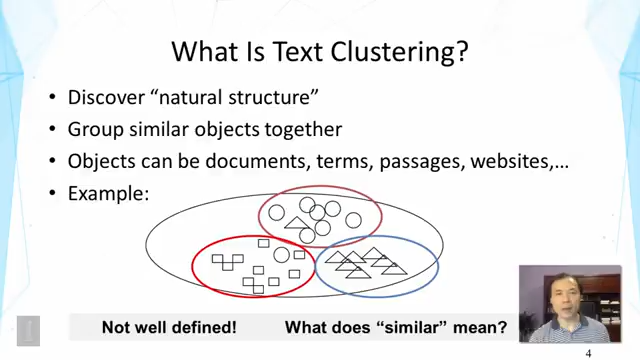 What Is Text Clustering?
• Discover “natural structure”
• Group similar objects together
• Objects can be documents, terms, passages, websites,…
• Example:
Not well defined! What does “similar” mean?
4